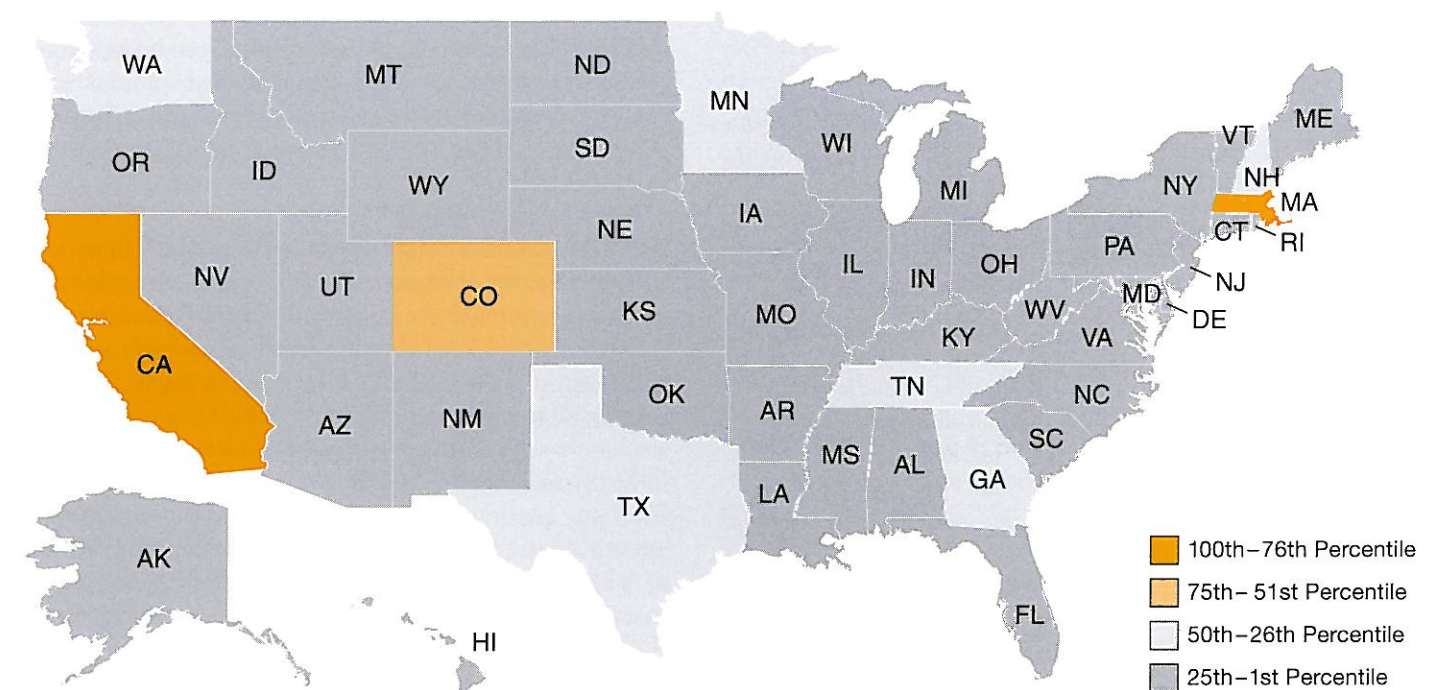 WA
MT
ND
MN
OR
ID
WY
SD
WI
MI
NY
VT
NH
ME
MA
CT
RI
NV
UT
CO
NE
IA
IL
IN
OH
PA
NJ
MD
DE
CA
KS
MO
KY
WV
VA
AZ
NM
OK
AR
TN
NC
SC
TX
LA
MS
AL
GA
AK
HI
FL
100th–76th Percentile
75th–51st Percentile
50th–26th Percentile
25th–1st Percentile